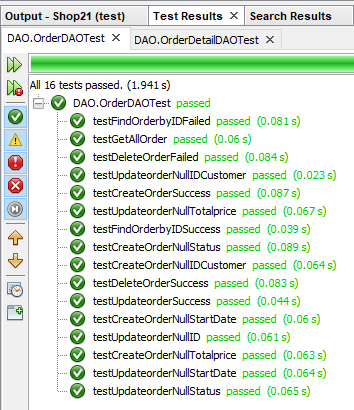 Output - Shop21 (test) Test Results Search Results
DAO.OrderDAOTest DAO.OrderDetailDAOTest
All 16 tests passed. (1.941 s)
DAO.OrderDAOTest passed
testFindOrderbyIDFailed passed (0.081 s)
testGetAllOrder passed (0.06 s)
testDeleteOrderFailed passed (0.084 s)
testUpdateorderNullIDCustomer passed (0.023 s)
testCreateOrderSuccess passed (0.087 s)
testUpdateorderNullTotalprice passed (0.067 s)
testFindOrderbyIDSuccess passed (0.039 s)
testCreateOrderNullStatus passed (0.089 s)
testCreateOrderNullIDCustomer passed (0.064 s)
testDeleteOrderSuccess passed (0.083 s)
testUpdateorderSuccess passed (0.044 s)
testCreateOrderNullStartDate passed (0.06 s)
testUpdateorderNullID passed (0.061 s)
testCreateOrderNullTotalprice passed (0.063 s)
testUpdateorderNullStartDate passed (0.064 s)
testUpdateorderNullStatus passed (0.065 s)